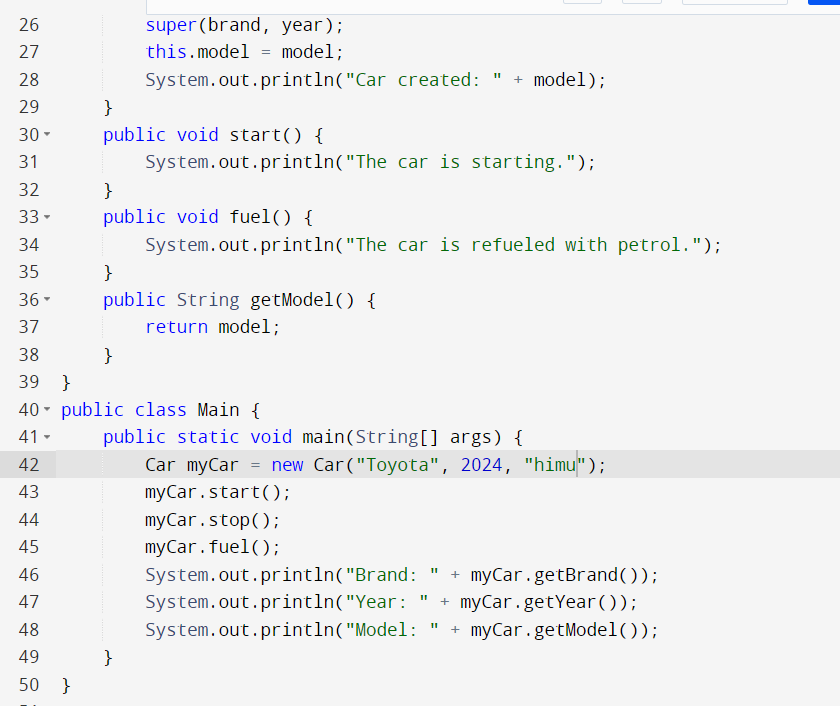 26 super(brand, year);
27 this.model = model;
28 System.out.println("Car created: " + model);
29 }
30 public void start() {
31 System.out.println("The car is starting.");
32 }
33 public void fuel() {
34 System.out.println("The car is refueled with petrol.");
35 }
36 public String getModel() {
37 return model;
38 }
39 }
40 public class Main {
41 public static void main(String[] args) {
42 Car myCar = new Car("Toyota", 2024, "himu");
43 myCar.start();
44 myCar.stop();
45 myCar.fuel();
46 System.out.println("Brand: " + myCar.getBrand());
47 System.out.println("Year: " + myCar.getYear());
48 System.out.println("Model: " + myCar.getModel());
49 }
50 }